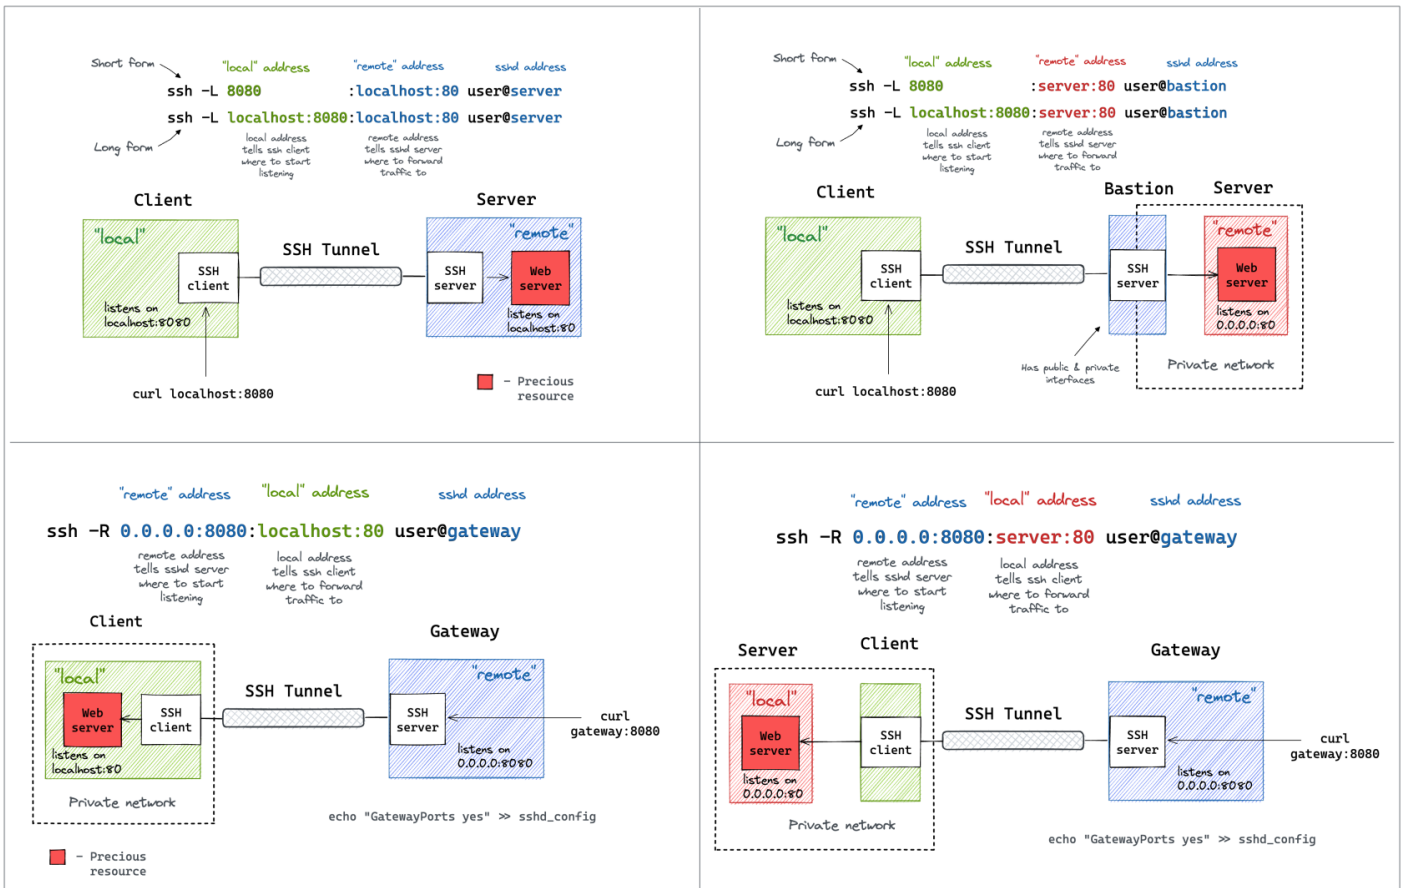 Short form
"local" address
"remote" address
sshd address
ssh -L 8080 :localhost:80 user@server
ssh -L localhost:8080:localhost:80 user@server
Long form
local address
tells ssh client
where to start
listening
remote address
tells sshd server
where to forward
traffic to
Client
Server
"local"
"remote"
SSH Tunnel
SSH
client
SSH
server
Web
server
listens on
localhost:8080
listens on
localhost:80
curl localhost:8080
- Precious
resource
Short form
"local" address
"remote" address
sshd address
ssh -L 8080 :server:80 user@bastion
ssh -L localhost:8080:server:80 user@bastion
Long form
local address
tells ssh client
where to start
listening
remote address
tells sshd server
where to forward
traffic to
Client
Bastion
Server
"local"
"remote"
SSH Tunnel
SSH
client
SSH
server
Web
server
listens on
localhost:8080
listens on
0.0.0.0:80
Has public & private
interfaces
Private network
curl localhost:8080
"remote" address
"local" address
sshd address
ssh -R 0.0.0.0:8080:localhost:80 user@gateway
remote address
tells sshd server
where to start
listening
local address
tells ssh client
where to forward
traffic to
Client
Gateway
"local"
"remote"
SSH Tunnel
Web
server
SSH
client
SSH
server
curl
gateway:8080
listens on
localhost:80
listens on
0.0.0.0:8080
Private network
echo "GatewayPorts yes" >> sshd_config
- Precious
resource
"remote" address
"local" address
sshd address
ssh -R 0.0.0.0:8080:server:80 user@gateway
remote address
tells sshd server
where to start
listening
local address
tells ssh client
where to forward
traffic to
Server
Client
Gateway
"local"
"remote"
SSH Tunnel
Web
server
SSH
client
SSH
server
curl
gateway:8080
listens on
0.0.0.0:80
listens on
0.0.0.0:8080
Private network
echo "GatewayPorts yes" >> sshd_config